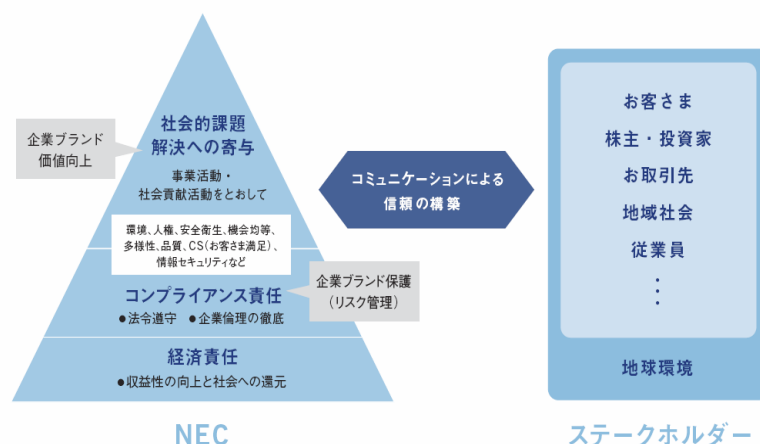 社会的課題
解決への寄与
事業活動・
社会貢献活動をとおして
企業ブランド
価値向上
環境、人権、安全衛生、機会均等、
多様性、品質、CS（お客さま満足）、
情報セキュリティなど
コンプライアンス責任
●法令遵守 ●企業倫理の徹底
企業ブランド保護
（リスク管理）
経済責任
●収益性の向上と社会への還元
NEC
コミュニケーションによる
信頼の構築
お客さま
株主・投資家
お取引先
地域社会
従業員
・
・
・
地球環境
ステークホルダー